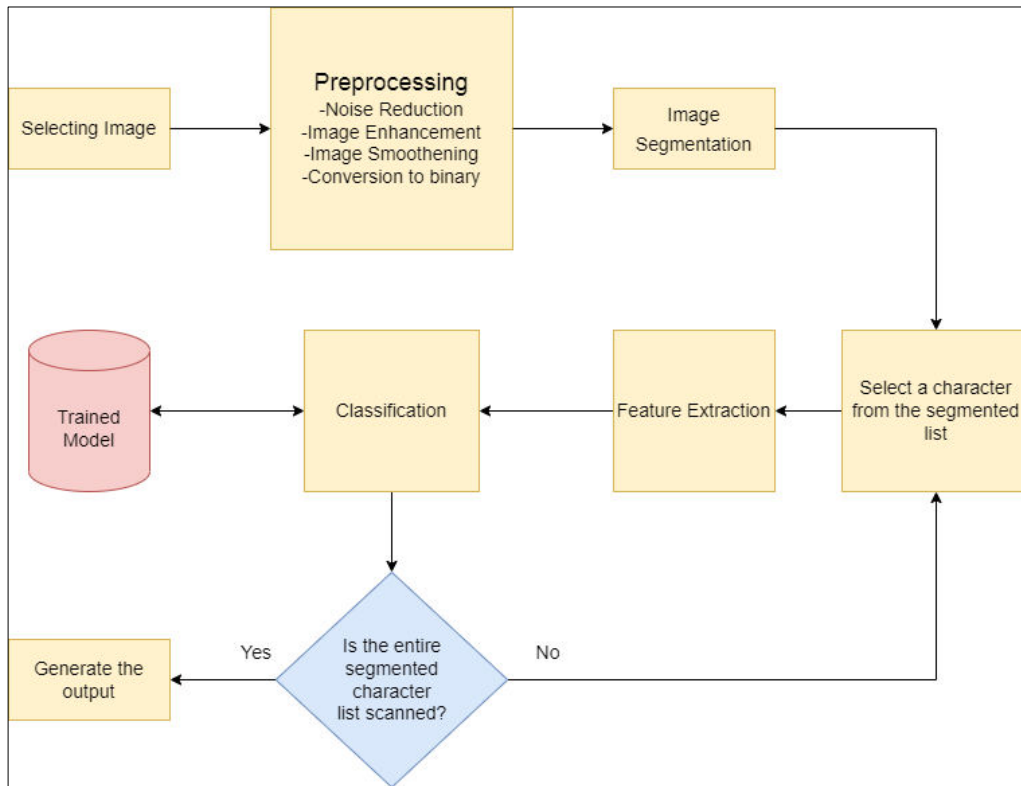 Selecting Image
Preprocessing
-Noise Reduction
-Image Enhancement
-Image Smoothening
-Conversion to binary
Image
Segmentation
Select a character
from the segmented
list
Feature Extraction
Classification
Trained
Model
Is the entire
segmented
character
list scanned?
Yes
No
Generate the
output